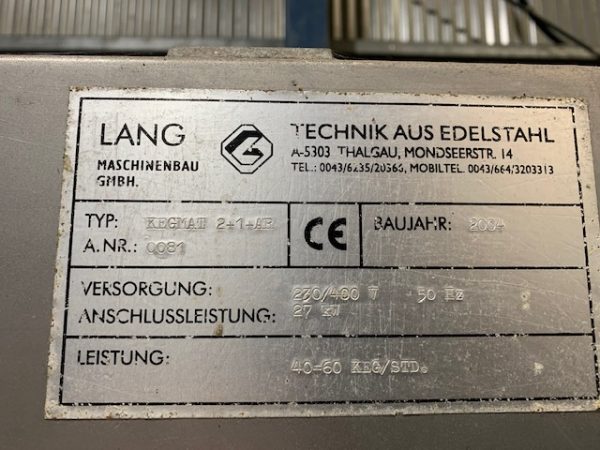 LANG
MASCHINENBAU
GMBH.
TECHNIK AUS EDELSTAHL
A-5303 THALGAU, MONDSEERSTR. 14
TEL.: 0043/6235/20366, MOBILTEL. 0043/664/3203313
TYP: KEGMAT 2+1-AR
A.NR.: 0081
CE
BAUJAHR: 2004
VERSORGUNG: 230/400 V 50 Hz
ANSCHLUSSLEISTUNG: 27 KW
LEISTUNG: 40-60 KEG/STD.